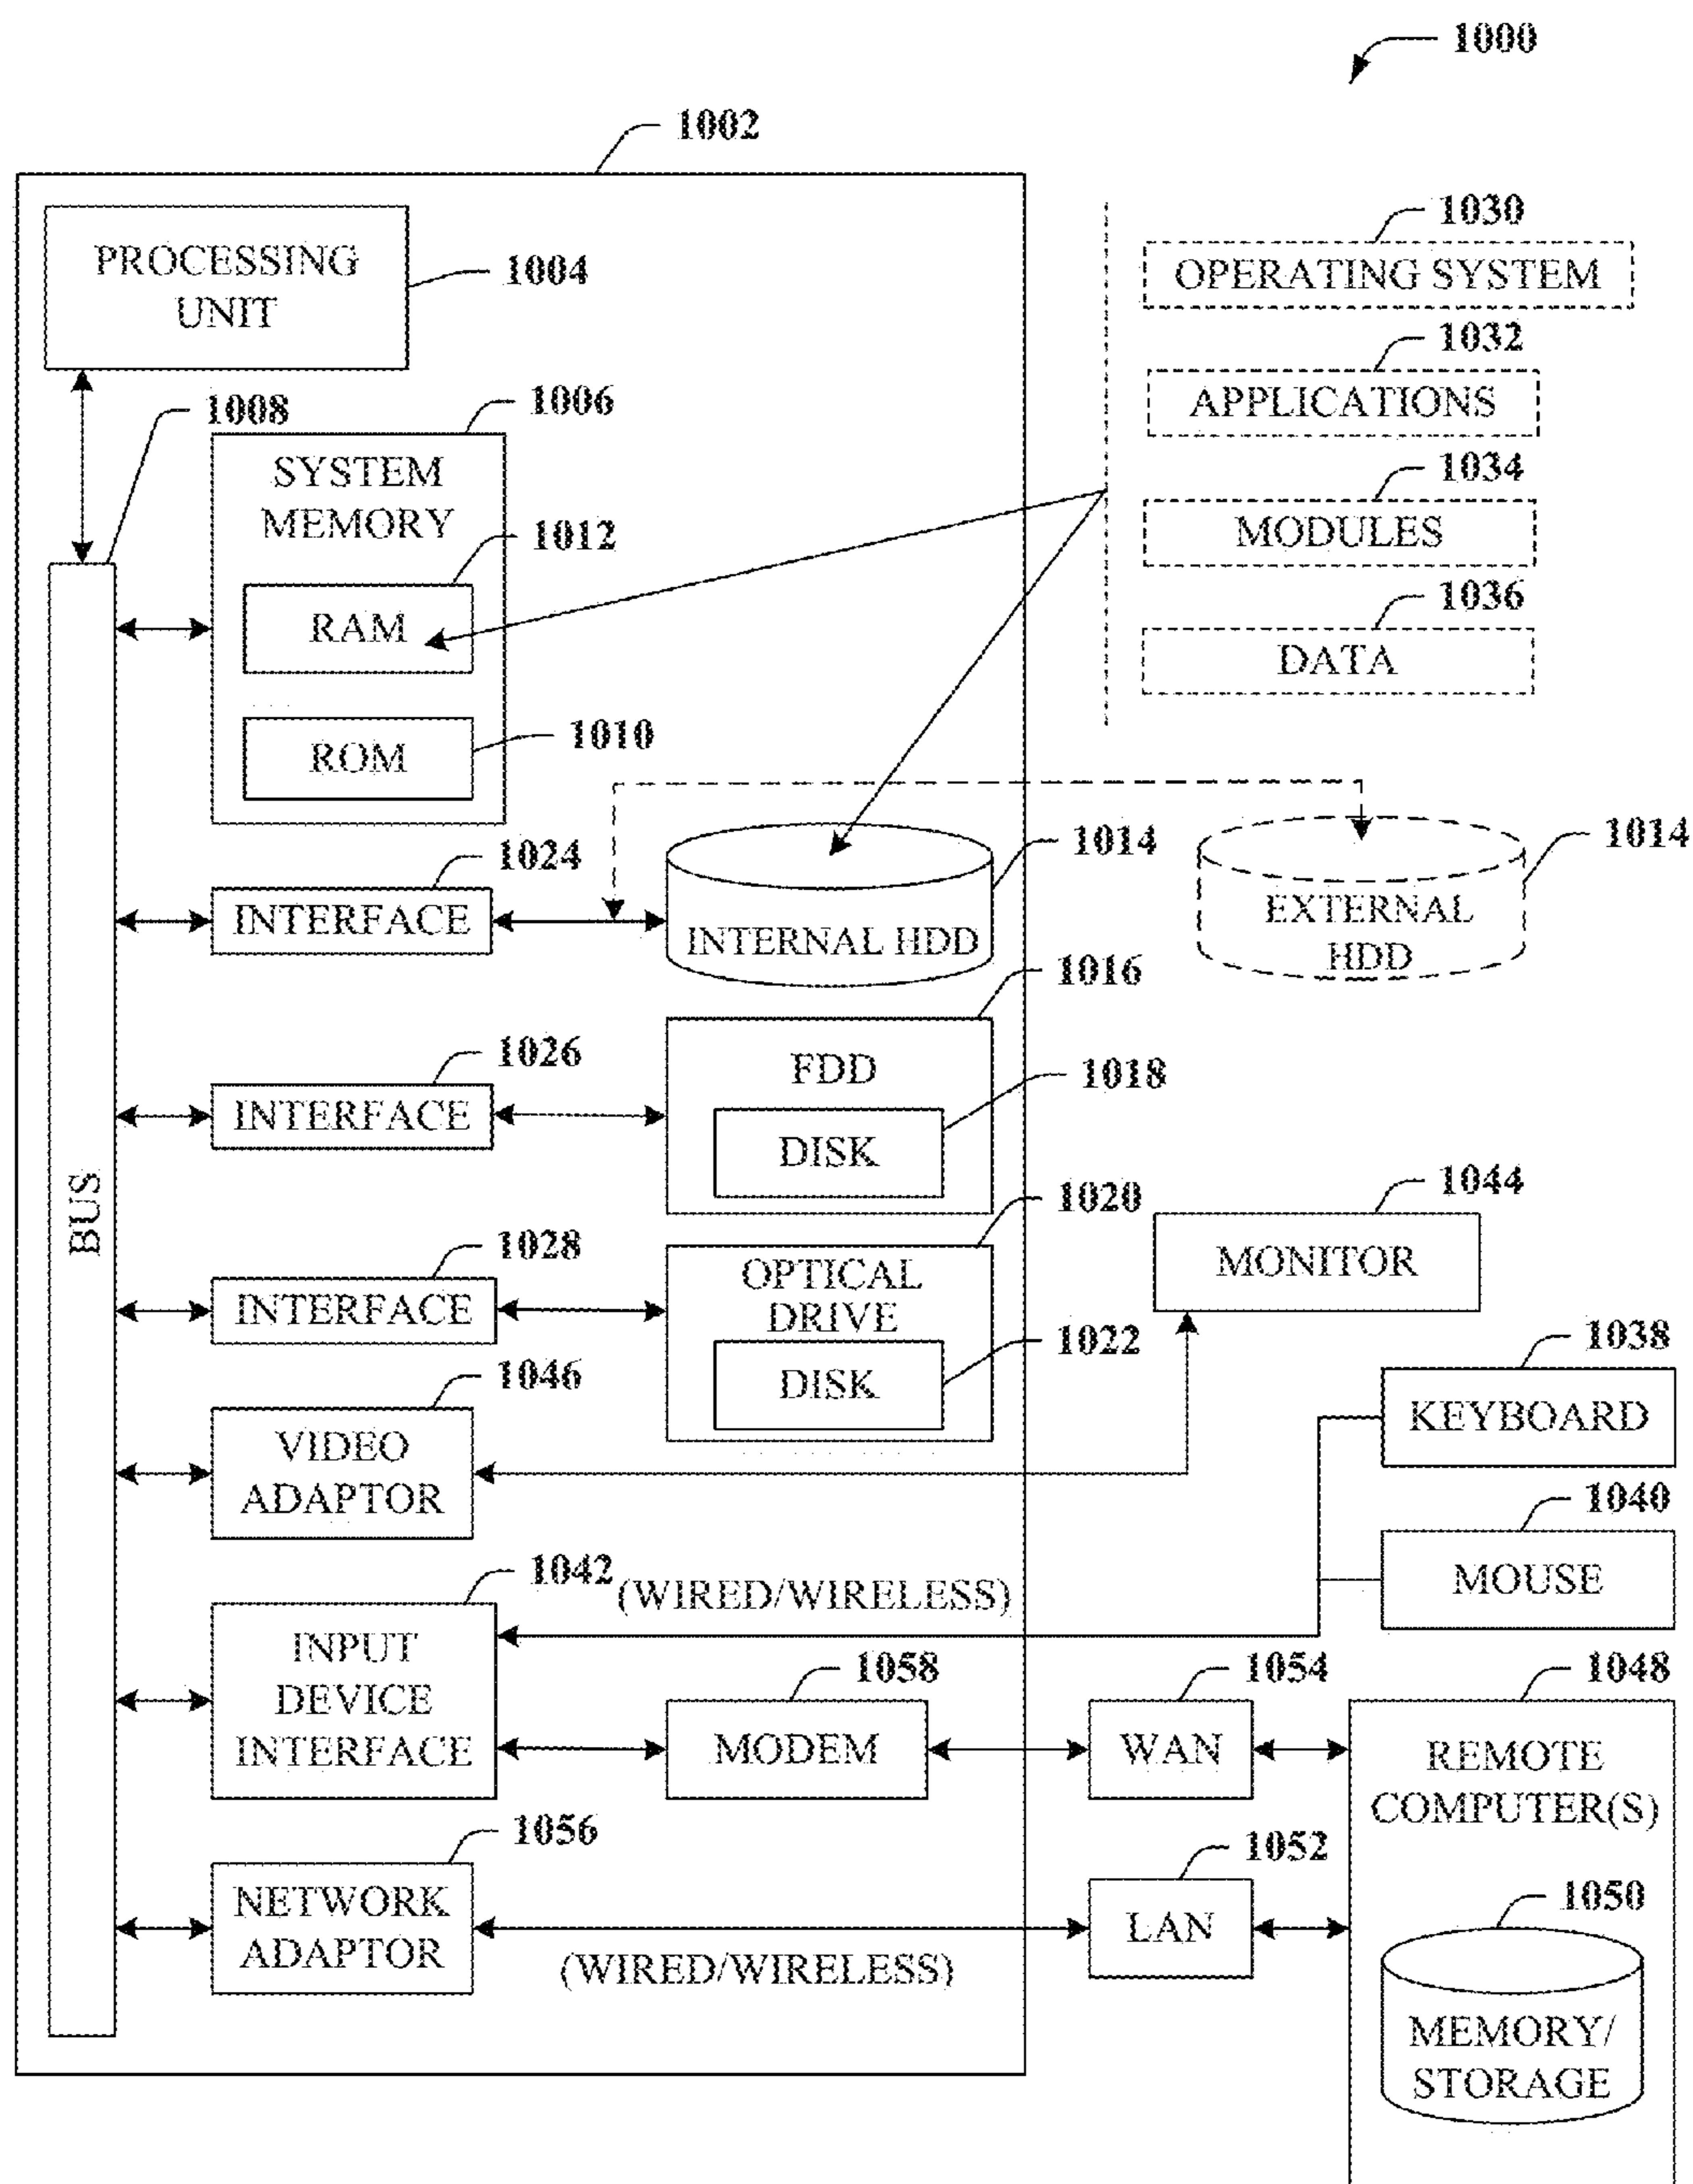 1000
1002
PROCESSING
UNIT
1004
1030
OPERATING SYSTEM
1032
APPLICATIONS
1034
MODULES
1036
DATA
1008
1006
SYSTEM
MEMORY
1012
RAM
1010
ROM
1024
INTERFACE
1014
INTERNAL HDD
1014
EXTERNAL
HDD
1016
FDD
1026
INTERFACE
1018
DISK
BUS
1020
OPTICAL
DRIVE
1028
INTERFACE
1022
DISK
1044
MONITOR
1038
KEYBOARD
1046
VIDEO
ADAPTOR
1040
MOUSE
1042
(WIRED/WIRELESS)
INPUT
DEVICE
INTERFACE
1058
MODEM
1054
WAN
1048
REMOTE
COMPUTER(S)
1056
NETWORK
ADAPTOR
(WIRED/WIRELESS)
1052
LAN
1050
MEMORY/
STORAGE